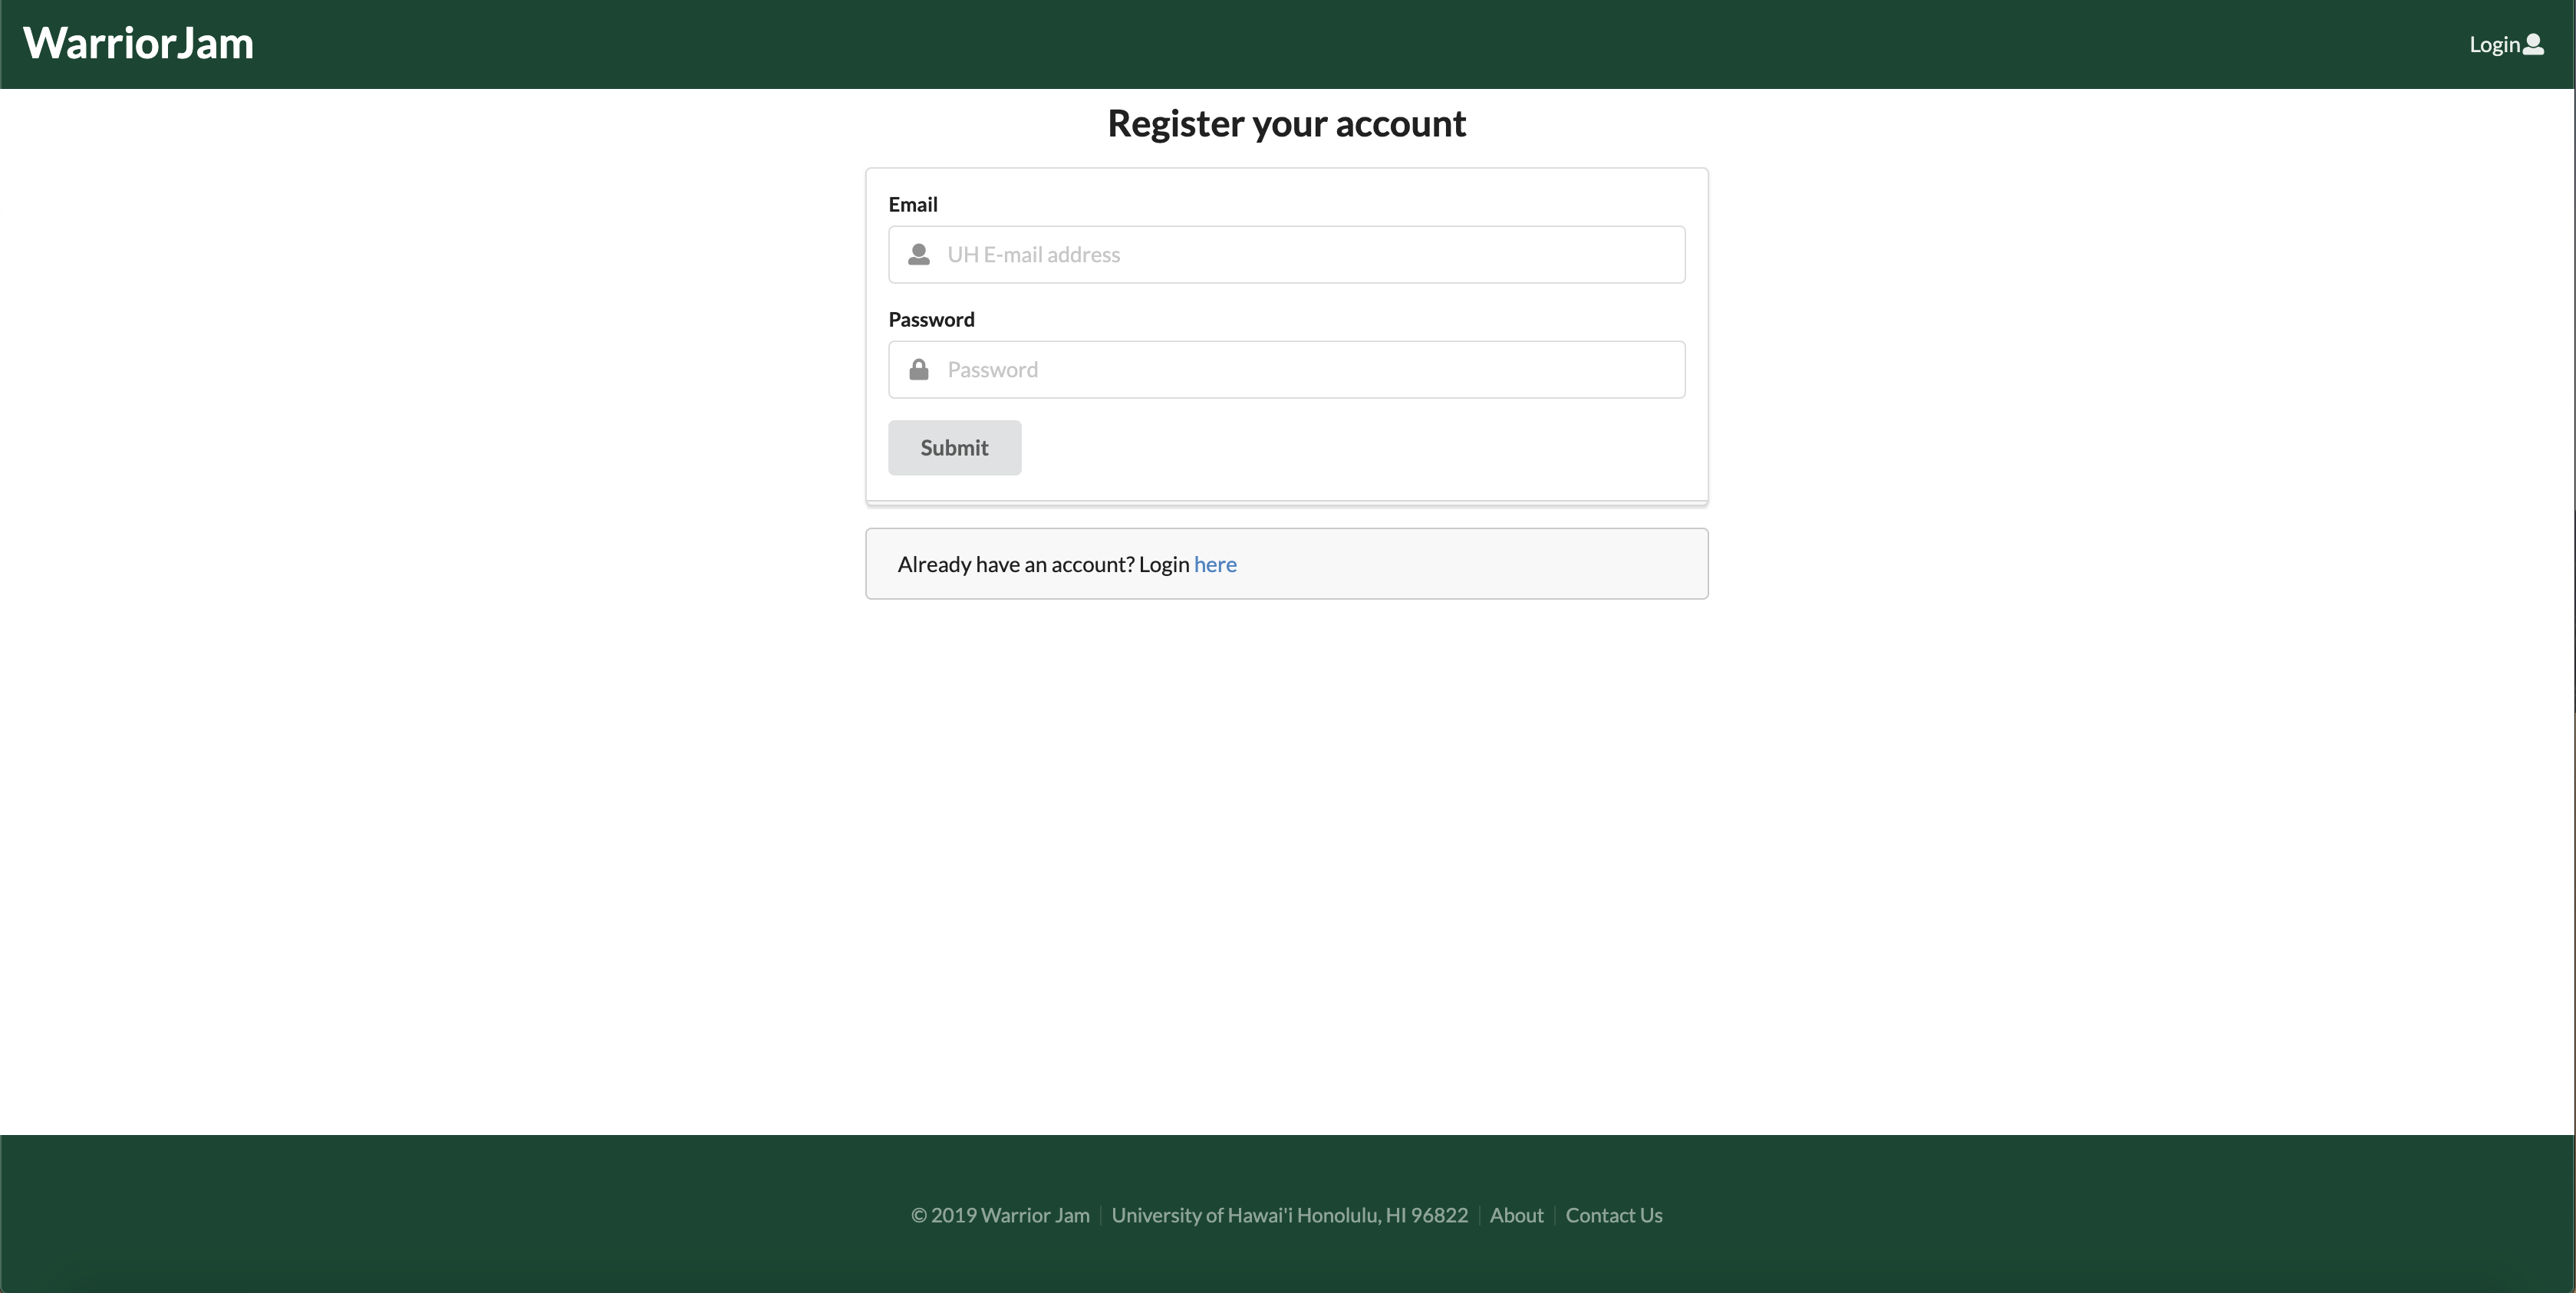 WarriorJam
Login
Register your account
Email
UH E-mail address
Password
Password
Submit
Already have an account? Login here
© 2019 Warrior Jam
University of Hawai'i Honolulu, HI 96822
About
Contact Us